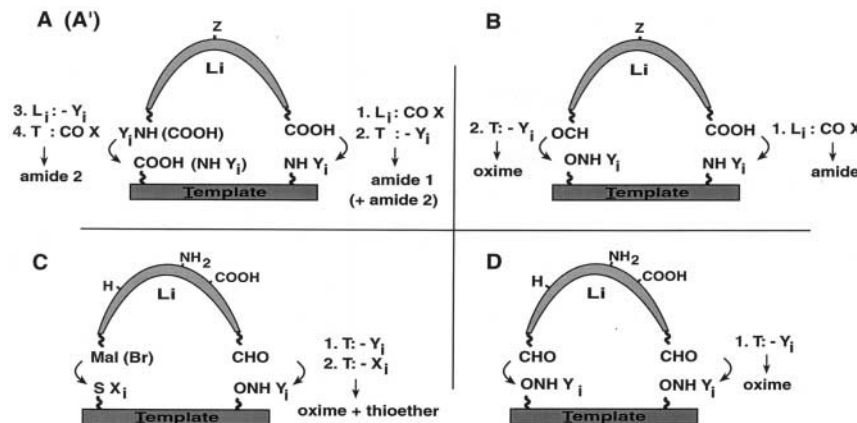 A (A')
Z
Li
3. Li : - Yi
4. T : CO X
amide 2
YiNH (COOH)
COOH
1. Li : CO X
2. T : - Yi
amide 1
(+ amide 2)
COOH (NH Yi)
NH Yi
Template
B
Z
Li
2. T: - Yi
oxime
OCH
COOH
1. Li : CO X
amide
ONH Yi
NH Yi
Template
C
H
NH2
COOH
Li
Mal (Br)
CHO
1. T: - Yi
2. T: - Xi
oxime + thioether
S Xi
ONH Yi
Template
D
H
NH2
COOH
Li
CHO
CHO
1. T: - Yi
oxime
ONH Yi
ONH Yi
Template